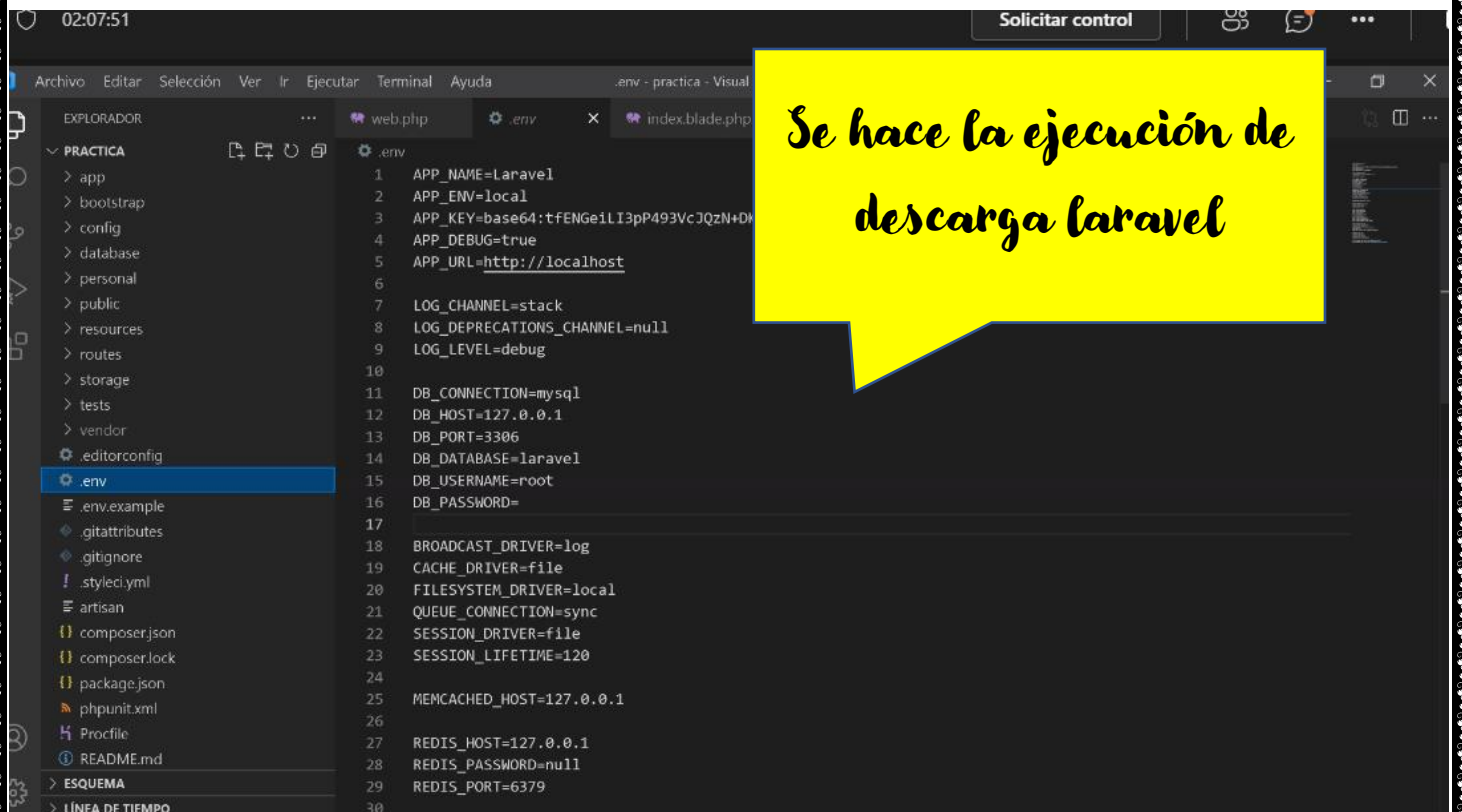 02:07:51
Solicitar control
Archivo Editar Selección Ver Ir Ejecutar Terminal Ayuda
.env - practica - Visual
EXPLORADOR
web.php
.env
index.blade.php
PRACTICA
.env
app
bootstrap
config
database
personal
public
resources
routes
storage
tests
vendor
.editorconfig
.env
.env.example
.gitattributes
.gitignore
.styleci.yml
artisan
composer.json
composer.lock
package.json
phpunit.xml
Procfile
README.md
ESQUEMA
LÍNEA DE TIEMPO
1 APP_NAME=Laravel
2 APP_ENV=local
3 APP_KEY=base64:tfENGeiLI3pP493VcJQzN+DK
4 APP_DEBUG=true
5 APP_URL=http://localhost
6
7 LOG_CHANNEL=stack
8 LOG_DEPRECATIONS_CHANNEL=null
9 LOG_LEVEL=debug
10
11 DB_CONNECTION=mysql
12 DB_HOST=127.0.0.1
13 DB_PORT=3306
14 DB_DATABASE=laravel
15 DB_USERNAME=root
16 DB_PASSWORD=
17
18 BROADCAST_DRIVER=log
19 CACHE_DRIVER=file
20 FILESYSTEM_DRIVER=local
21 QUEUE_CONNECTION=sync
22 SESSION_DRIVER=file
23 SESSION_LIFETIME=120
24
25 MEMCACHED_HOST=127.0.0.1
26
27 REDIS_HOST=127.0.0.1
28 REDIS_PASSWORD=null
29 REDIS_PORT=6379
30
Se hace la ejecución de
descarga laravel